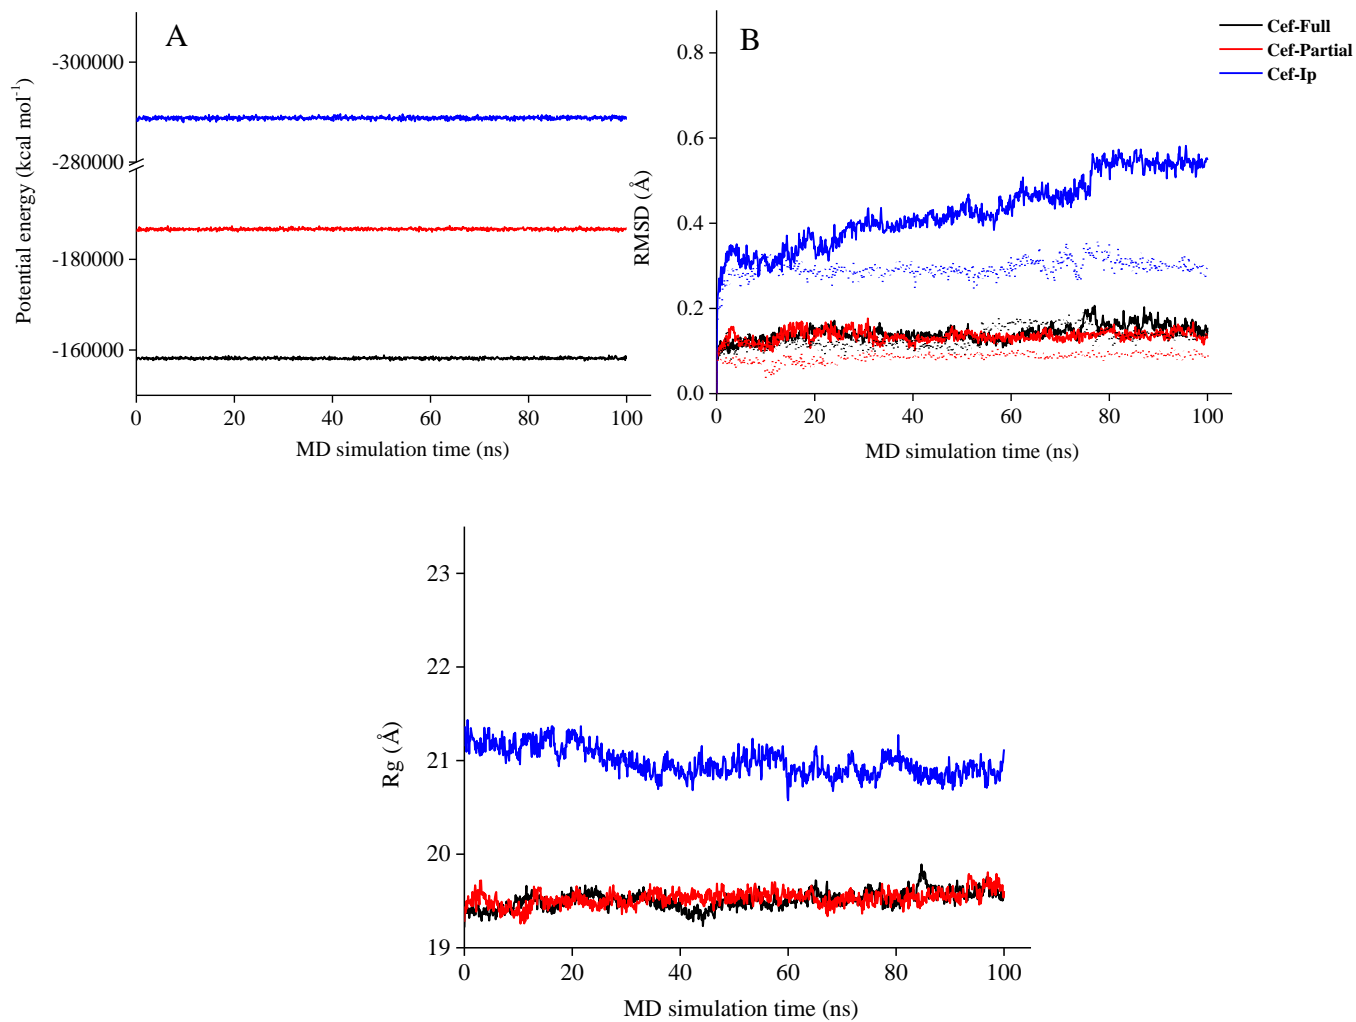 A
-300000
-280000
-180000
-160000
0 20 40 60 80 100
Potential energy (kcal mol⁻¹)
MD simulation time (ns)
B
0.8
0.6
0.4
0.2
0.0
0 20 40 60 80 100
RMSD (Å)
MD simulation time (ns)
Cef-Full
Cef-Partial
Cef-Ip
23
22
21
20
19
0 20 40 60 80 100
Rg (Å)
MD simulation time (ns)